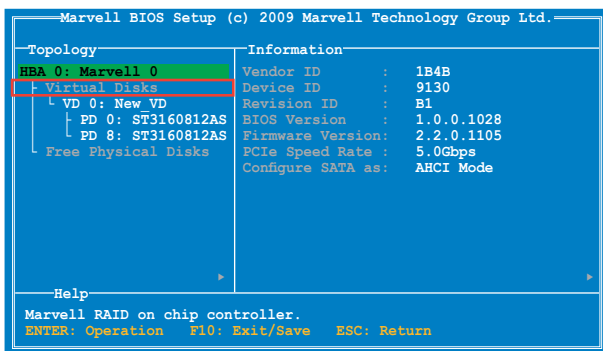 Marvell BIOS Setup (c) 2009 Marvell Technology Group Ltd.
Topology
HBA 0: Marvell 0
Virtual Disks
VD 0: New_VD
PD 0: ST3160812AS
PD 8: ST3160812AS
Free Physical Disks
Information
Vendor ID : 1B4B
Device ID : 9130
Revision ID : B1
BIOS Version : 1.0.0.1028
Firmware Version: 2.2.0.1105
PCIe Speed Rate : 5.0Gbps
Configure SATA as: AHCI Mode
Help
Marvell RAID on chip controller.
ENTER: Operation F10: Exit/Save ESC: Return